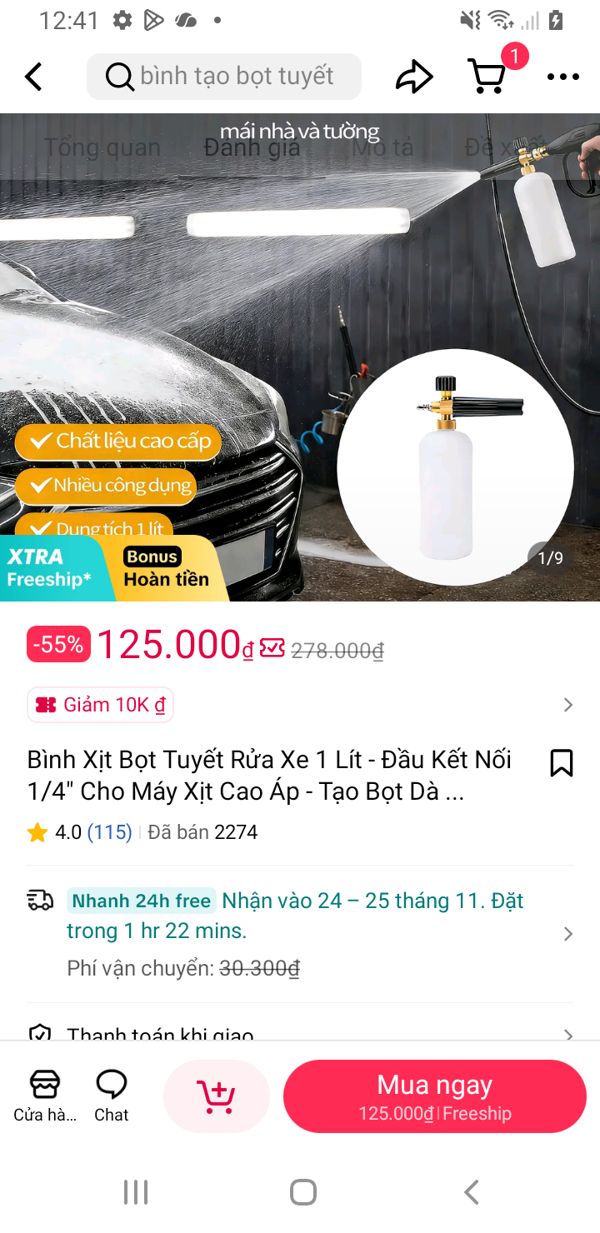 12:41
bình tạo bọt tuyết
1
mái nhà và tường
Tổng quan Đánh giá Mô tả
Chất liệu cao cấp
Nhiều công dụng
Dung tích 1 lít
XTRA
Freeship*
Bonus
Hoàn tiền
1/9
-55% 125.000₫ 278.000₫
Giảm 10K ₫
Bình Xịt Bọt Tuyết Rửa Xe 1 Lít - Đầu Kết Nối
1/4" Cho Máy Xịt Cao Áp - Tạo Bọt Dà ...
4.0 (115) Đã bán 2274
Nhanh 24h free Nhận vào 24 – 25 tháng 11. Đặt
trong 1 hr 22 mins.
Phí vận chuyển: 30.300₫
Thanh toán khi giao
Cửa hà... Chat
Mua ngay
125.000₫ | Freeship